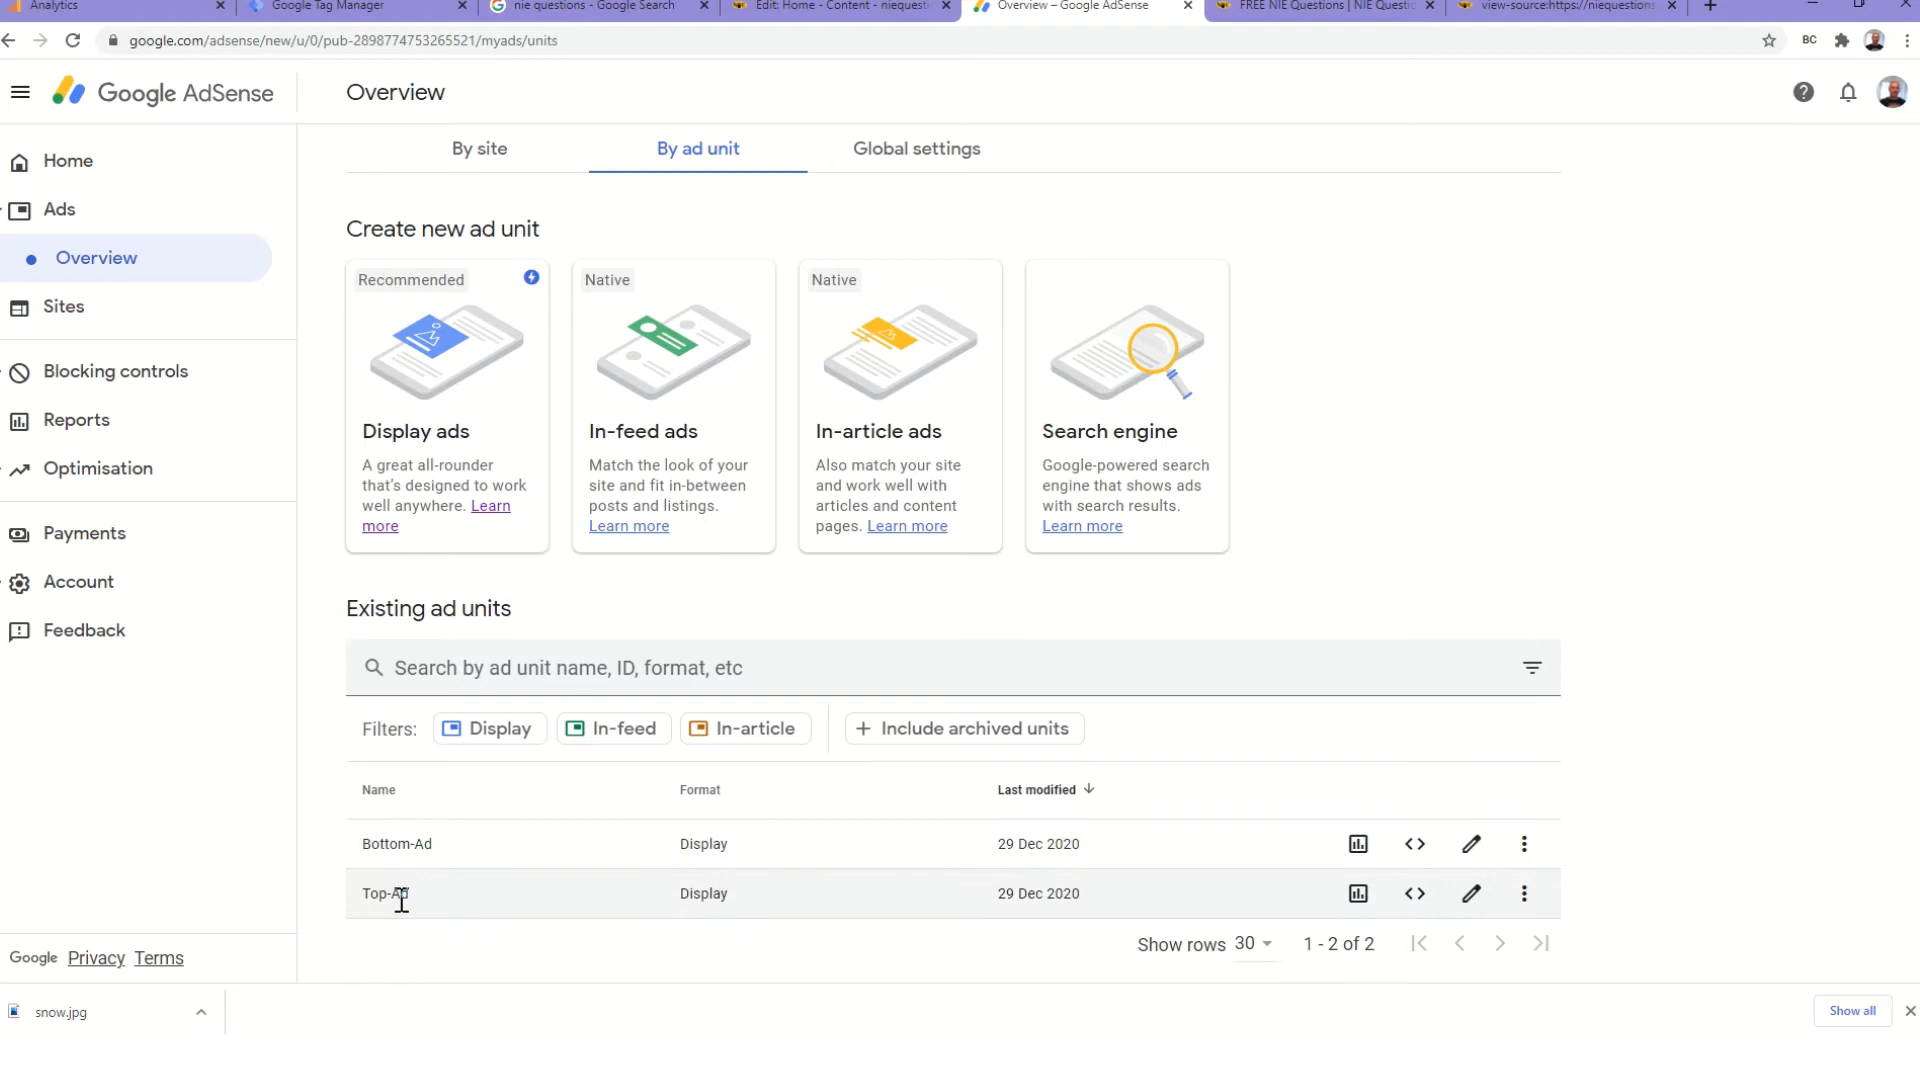 Analytics
Google Tag Manager
nie questions - Google Search
Edit: Home - Content - niequesti
Overview – Google AdSense
FREE NIE Questions | NIE Questi
view-source:https://niequestions
google.com/adsense/new/u/0/pub-2898774753265521/myads/units
BC
Google AdSense
Overview
Home
Ads
Overview
Sites
Blocking controls
Reports
Optimisation
Payments
Account
Feedback
Google Privacy Terms
By site
By ad unit
Global settings
Create new ad unit
Recommended
Display ads
A great all-rounder
that's designed to work
well anywhere. Learn
more
Native
In-feed ads
Match the look of your
site and fit in-between
posts and listings.
Learn more
Native
In-article ads
Also match your site
and work well with
articles and content
pages. Learn more
Search engine
Google-powered search
engine that shows ads
with search results.
Learn more
Existing ad units
Search by ad unit name, ID, format, etc
Filters: Display In-feed In-article + Include archived units
Name Format Last modified
Bottom-Ad Display 29 Dec 2020
Top-Ad Display 29 Dec 2020
Show rows 30 1 - 2 of 2
snow.jpg
Show all